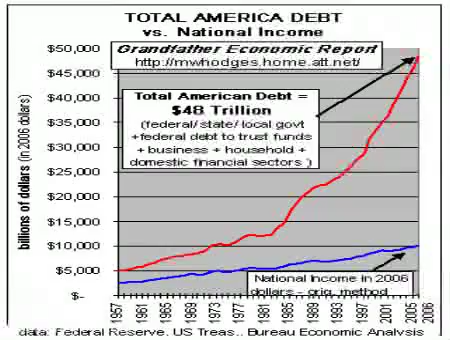 TOTAL AMERICA DEBT
vs. National Income
Grandfather Economic Report
http://mwhodges.home.att.net/
$50,000
$45,000
$40,000
$35,000
$30,000
$25,000
$20,000
$15,000
$10,000
$5,000
$-
billions of dollars (in 2006 dollars)
Total American Debt =
$48 Trillion
(federal/state/local govt
+federal debt to trust funds
+ business + household +
domestic financial sectors )
National Income in 2006
dollars - orig. method
1957
1961
1965
1969
1973
1977
1981
1985
1989
1993
1997
2001
2005
2006
data: Federal Reserve, US Treas., Bureau Economic Analysis